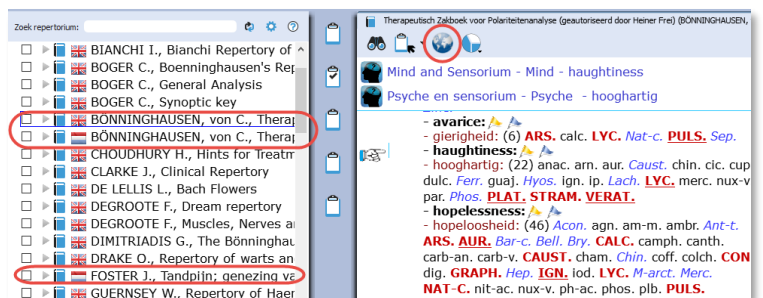 Zoek repertorium:
BIANCHI I., Bianchi Repertory of
BOGER C., Boenninghausen's Rep
BOGER C., General Analysis
BOGER C., Synoptic key
BÖNNINGHAUSEN, von C., Therap
BÖNNINGHAUSEN, von C., Therap
CHOUDHURY H., Hints for Treatm
CLARKE J., Clinical Repertory
DE LELLIS L., Bach Flowers
DEGROOTE F., Dream repertory
DEGROOTE F., Muscles, Nerves a
DIMITRIADIS G., The Bönninghau
DRAKE O., Repertory of warts an
FOSTER J., Tandpijn; genezing va
GUERNSEY W., Repertory of Haer
Therapeutisch Zakboek voor Polariteitenanalyse (geautoriseerd door Heiner Frei) (BÖNNINGHAUSEN,
Mind and Sensorium - Mind - haughtiness
Psyche en sensorium - Psyche - hooghartig
- avarice:
- gierigheid: (6) ARS. calc. LYC. Nat-c. PULS. Sep.
- haughtiness:
- hooghartig: (22) anac. arn. aur. Caust. chin. cic. cup
dulc. Ferr. guaj. Hyos. ign. ip. Lach. LYC. merc. nux-v
par. Phos. PLAT. STRAM. VERAT.
- hopelessness:
- hopeloosheid: (46) Acon. agn. am-m. ambr. Ant-t.
ARS. AUR. Bar-c. Bell. Bry. CALC. camph. canth.
carb-an. carb-v. CAUST. cham. Chin. coff. colch. CON
dig. GRAPH. Hep. IGN. iod. LYC. M-arct. Merc.
NAT-C. nit-ac. nux-v. ph-ac. phos. plb. PULS.